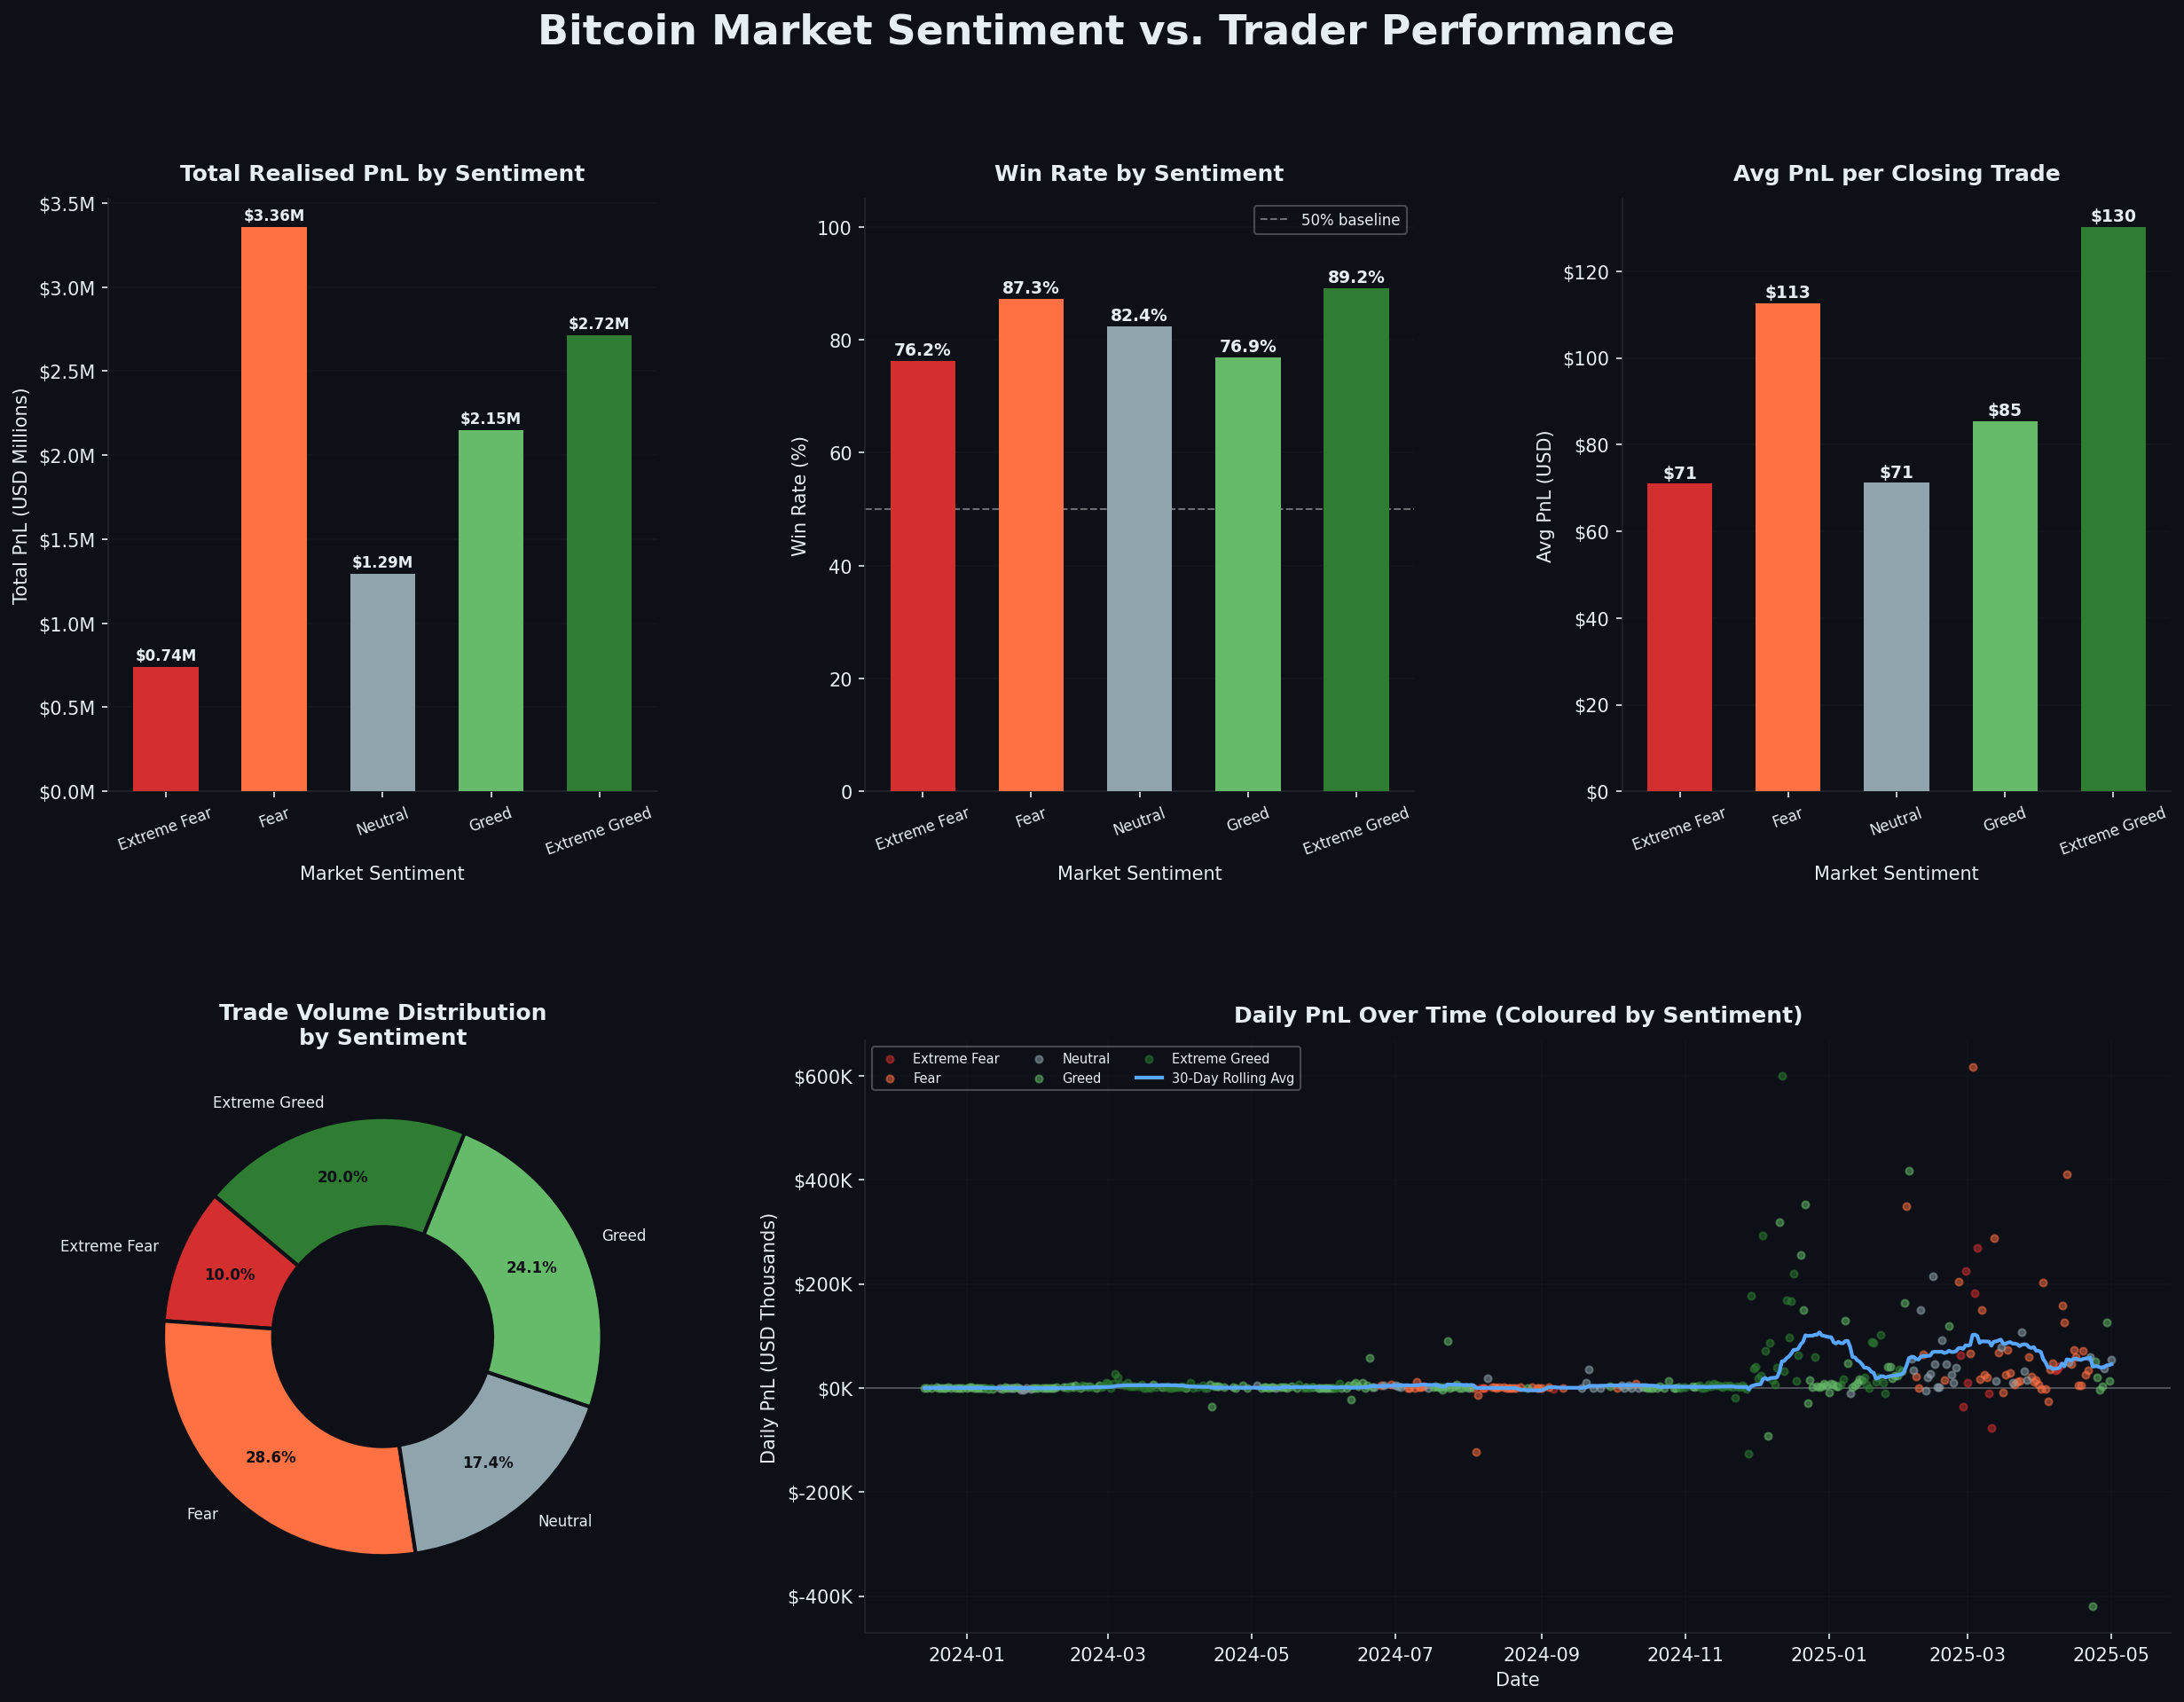 Bitcoin Market Sentiment vs. Trader Performance
Total Realised PnL by Sentiment
Total PnL (USD Millions)
$3.5M
$3.0M
$2.5M
$2.0M
$1.5M
$1.0M
$0.5M
$0.0M
$0.74M
$3.36M
$1.29M
$2.15M
$2.72M
Extreme Fear
Fear
Neutral
Greed
Extreme Greed
Market Sentiment
Win Rate by Sentiment
50% baseline
Win Rate (%)
100
80
60
40
20
0
76.2%
87.3%
82.4%
76.9%
89.2%
Extreme Fear
Fear
Neutral
Greed
Extreme Greed
Market Sentiment
Avg PnL per Closing Trade
Avg PnL (USD)
$120
$100
$80
$60
$40
$20
$0
$71
$113
$71
$85
$130
Extreme Fear
Fear
Neutral
Greed
Extreme Greed
Market Sentiment
Trade Volume Distribution
by Sentiment
Extreme Greed
20.0%
Greed
24.1%
Extreme Fear
10.0%
Fear
28.6%
Neutral
17.4%
Daily PnL Over Time (Coloured by Sentiment)
Extreme Fear
Fear
Neutral
Greed
Extreme Greed
30-Day Rolling Avg
Daily PnL (USD Thousands)
$600K
$400K
$200K
$0K
$-200K
$-400K
2024-01
2024-03
2024-05
2024-07
2024-09
2024-11
2025-01
2025-03
2025-05
Date